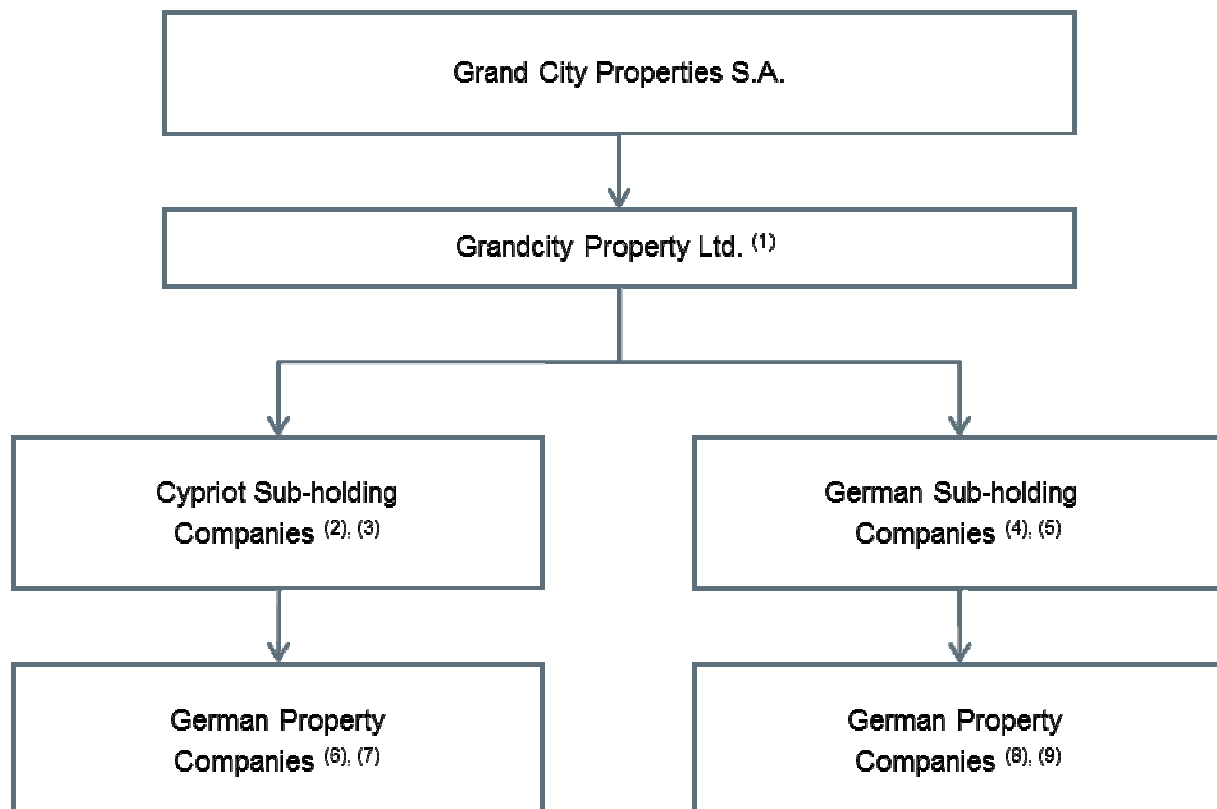 Grand City Properties S.A.
Grandcity Property Ltd. (1)
Cypriot Sub-holding
Companies (2), (3)
German Sub-holding
Companies (4), (5)
German Property
Companies (6), (7)
German Property
Companies (8), (9)